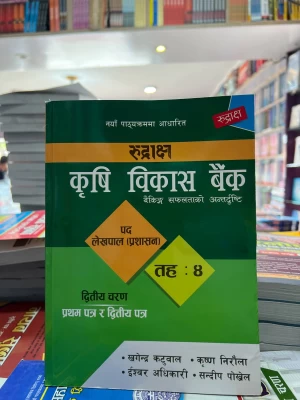 नयाँ पाठ्यक्रममा आधारित
रुद्राक्ष
रुद्राक्ष
कृषि विकास बैंक
बैंकिङ्ग सफलताको अन्तर्दृष्टि
पद
लेखपाल (प्रशासन)
तह : ४
द्वितीय चरण
प्रथम पत्र र द्वितीय पत्र
• खगेन्द्र कटुवाल • कृष्ण निरौला
• ईश्वर अधिकारी • सन्दिप पोखेल